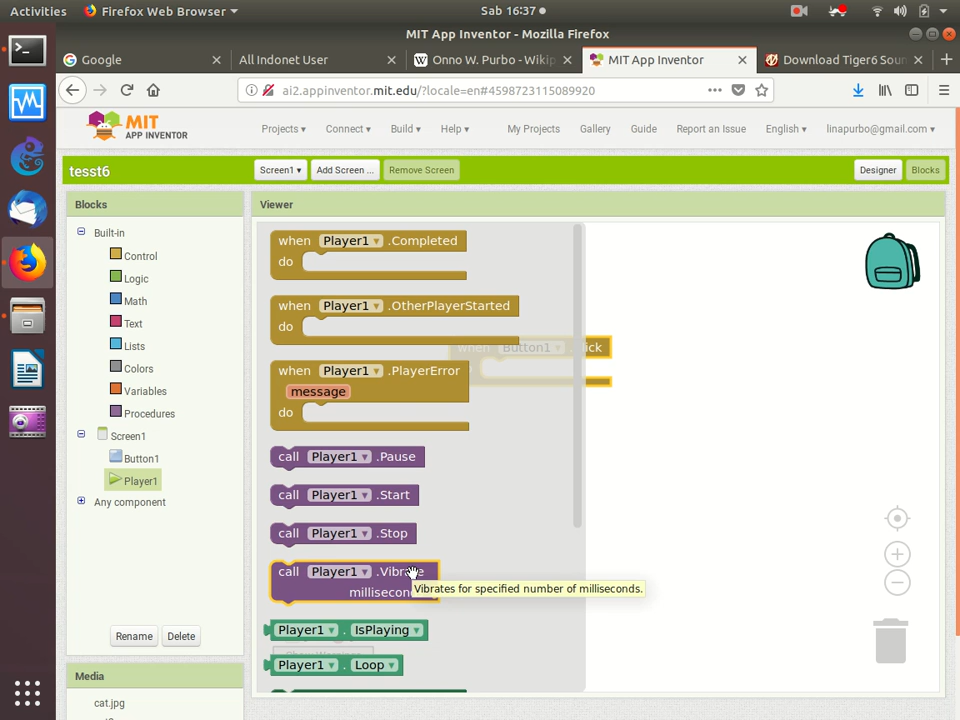 Activities
Firefox Web Browser ▾
Sab 16:37
MIT App Inventor - Mozilla Firefox
Google
All Indonet User
Onno W. Purbo - Wikip
MIT App Inventor
Download Tiger6 Soun
ai2.appinventor.mit.edu/?locale=en#4598723115089920
MIT
APP INVENTOR
Projects ▾
Connect ▾
Build ▾
Help ▾
My Projects
Gallery
Guide
Report an Issue
English ▾
linapurbo@gmail.com ▾
tesst6
Screen1 ▾
Add Screen ...
Remove Screen
Designer
Blocks
Blocks
Built-in
Control
Logic
Math
Text
Lists
Colors
Variables
Procedures
Screen1
Button1
Player1
Any component
Rename
Delete
Media
cat.jpg
Viewer
when Player1 ▾ .Completed
do
when Player1 ▾ .OtherPlayerStarted
do
when Button1 ▾
when Player1 ▾ .PlayerError
message
do
call Player1 ▾ .Pause
call Player1 ▾ .Start
call Player1 ▾ .Stop
call Player1 ▾ .Vibrate
Vibrates for specified number of milliseconds.
Player1 ▾ . IsPlaying ▾
Player1 ▾ . Loop ▾